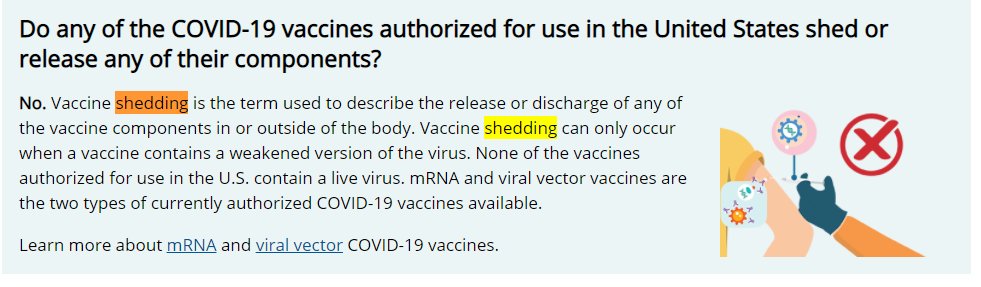 Do any of the COVID-19 vaccines authorized for use in the United States shed or
release any of their components?
No. Vaccine shedding is the term used to describe the release or discharge of any of
the vaccine components in or outside of the body. Vaccine shedding can only occur
when a vaccine contains a weakened version of the virus. None of the vaccines
authorized for use in the U.S. contain a live virus. mRNA and viral vector vaccines are
the two types of currently authorized COVID-19 vaccines available.
Learn more about mRNA and viral vector COVID-19 vaccines.